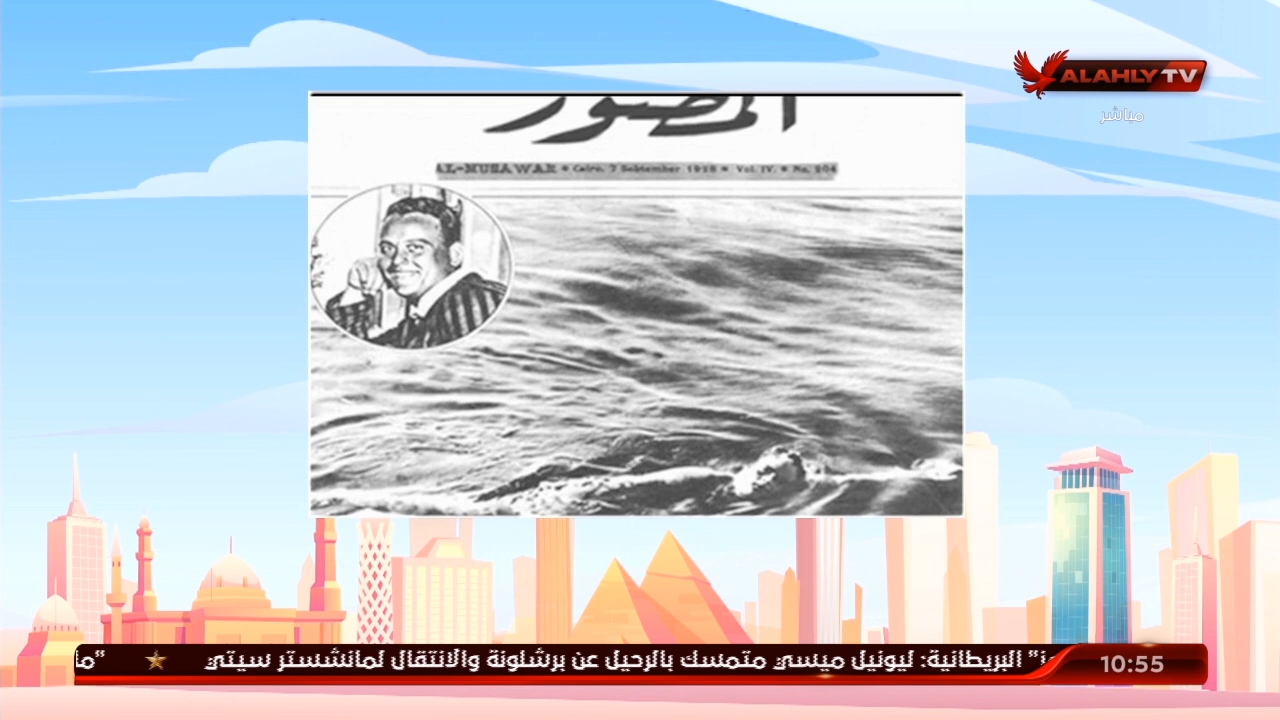 ALAHLY TV
مباشر
المصور
AL-MUSAWAR * Cairo, 7 September 1928 * Vol. IV. * No. 204
البريطانية: ليونيل ميسي متمسك بالرحيل عن برشلونة والانتقال لمانشستر سيتي
10:55